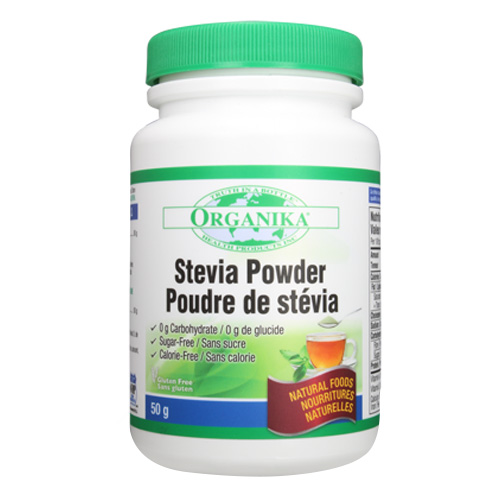 TRUTH IN A BOTTLE
ORGANIKA®
HEALTH PRODUCTS INC.
Stevia Powder
Poudre de stévia
✓ 0 g Carbohydrate / 0 g de glucide
✓ Sugar-Free / Sans sucre
✓ Calorie-Free / Sans calorie
Gluten Free
Sans gluten
50 g
NATURAL FOODS
NOURRITURES
NATURELLES